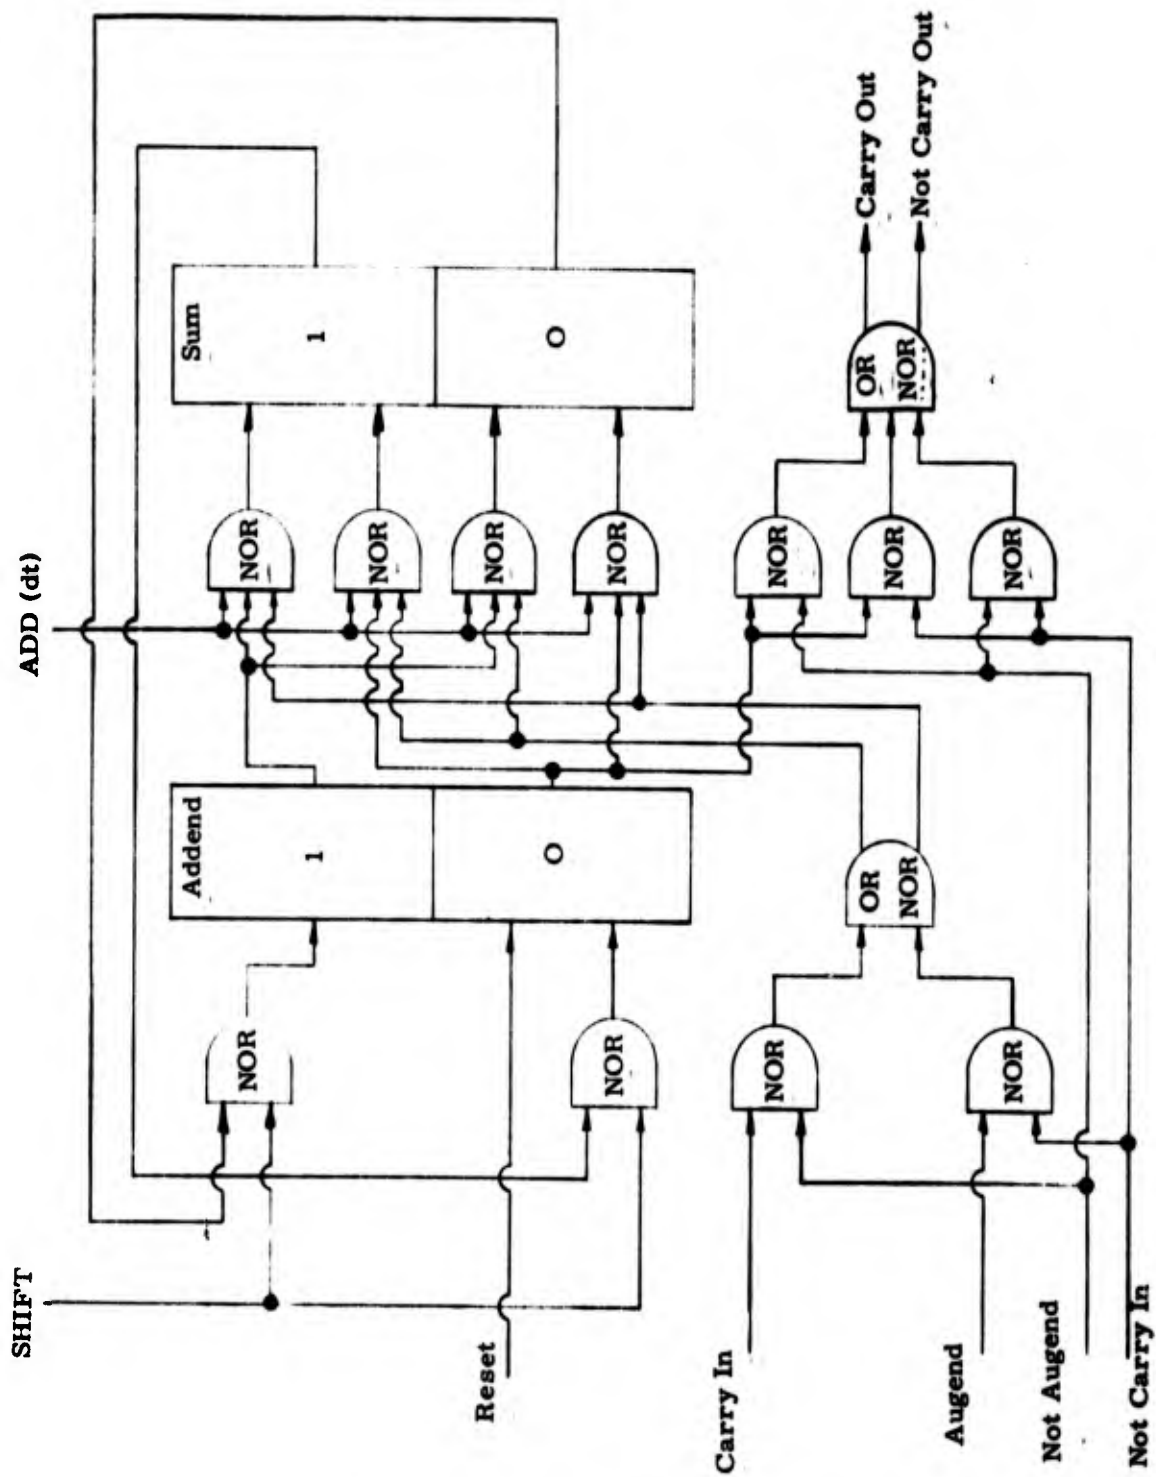 SHIFT
ADD (dt)
Addend
Sum
1
1
NOR
NOR
NOR
NOR
O
O
NOR
NOR
Reset
Carry In
NOR
OR
NOR
NOR
NOR
NOR
NOR
OR
NOR
Carry Out
Not Carry Out
Augend
Not Augend
Not Carry In